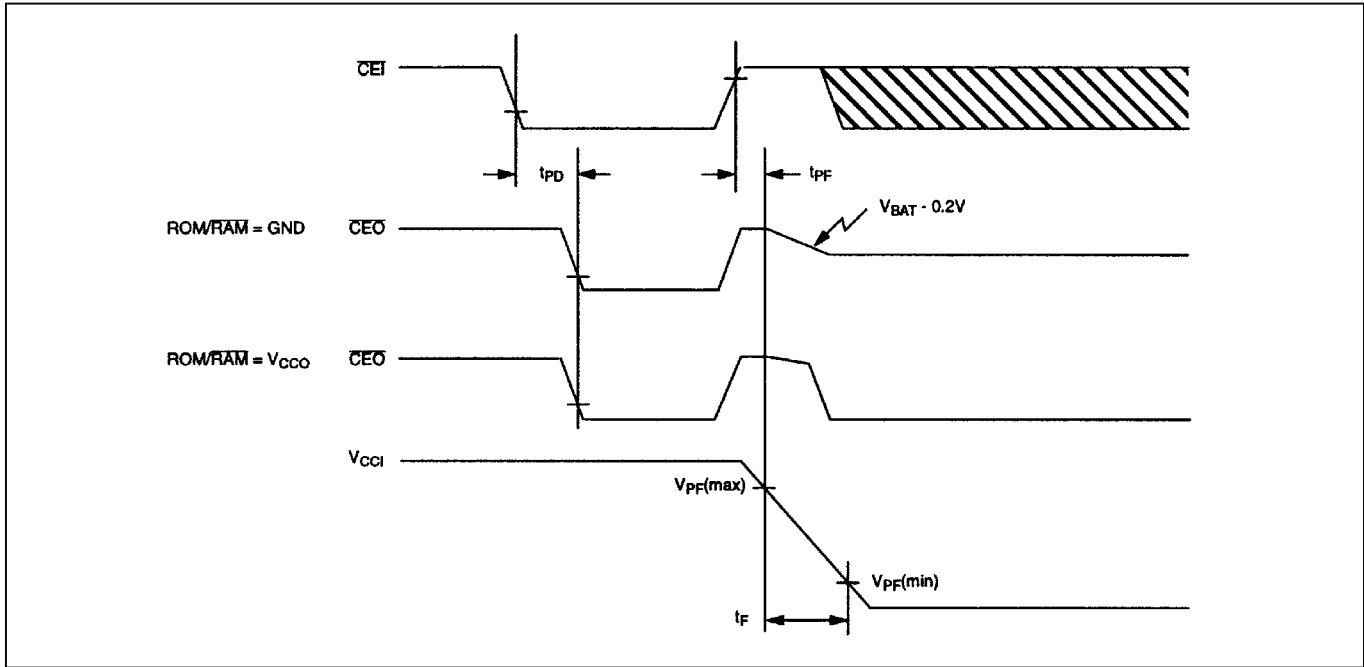 CEI
tPD
tPF
VBAT - 0.2V
ROM/RAM = GND CEO
ROM/RAM = VCCO CEO
VCCI
VPF(max)
VPF(min)
tF